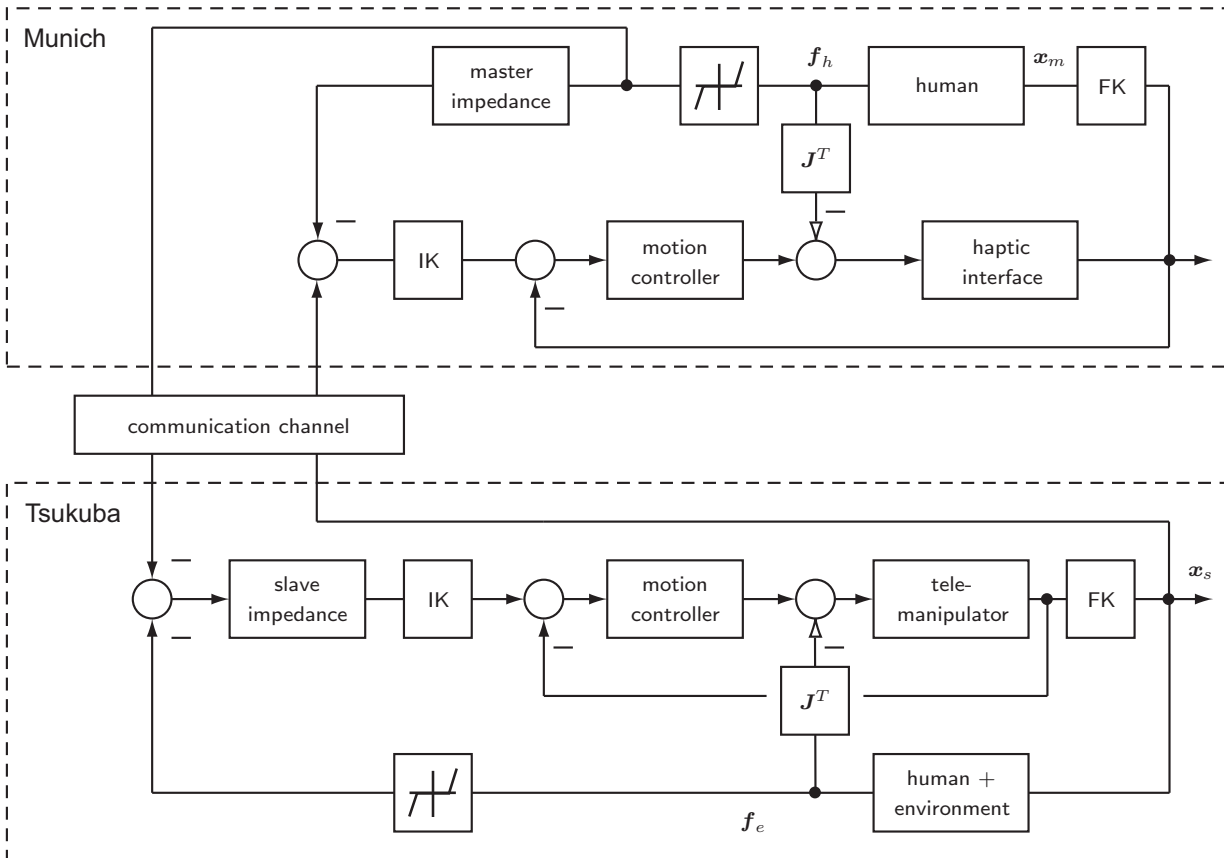 Munich
master
impedance
f_h
human
x_m
FK
J^T
−
−
IK
motion
controller
haptic
interface
−
communication channel
Tsukuba
−
slave
impedance
IK
motion
controller
tele-
manipulator
FK
x_s
−
−
−
J^T
human +
environment
f_e